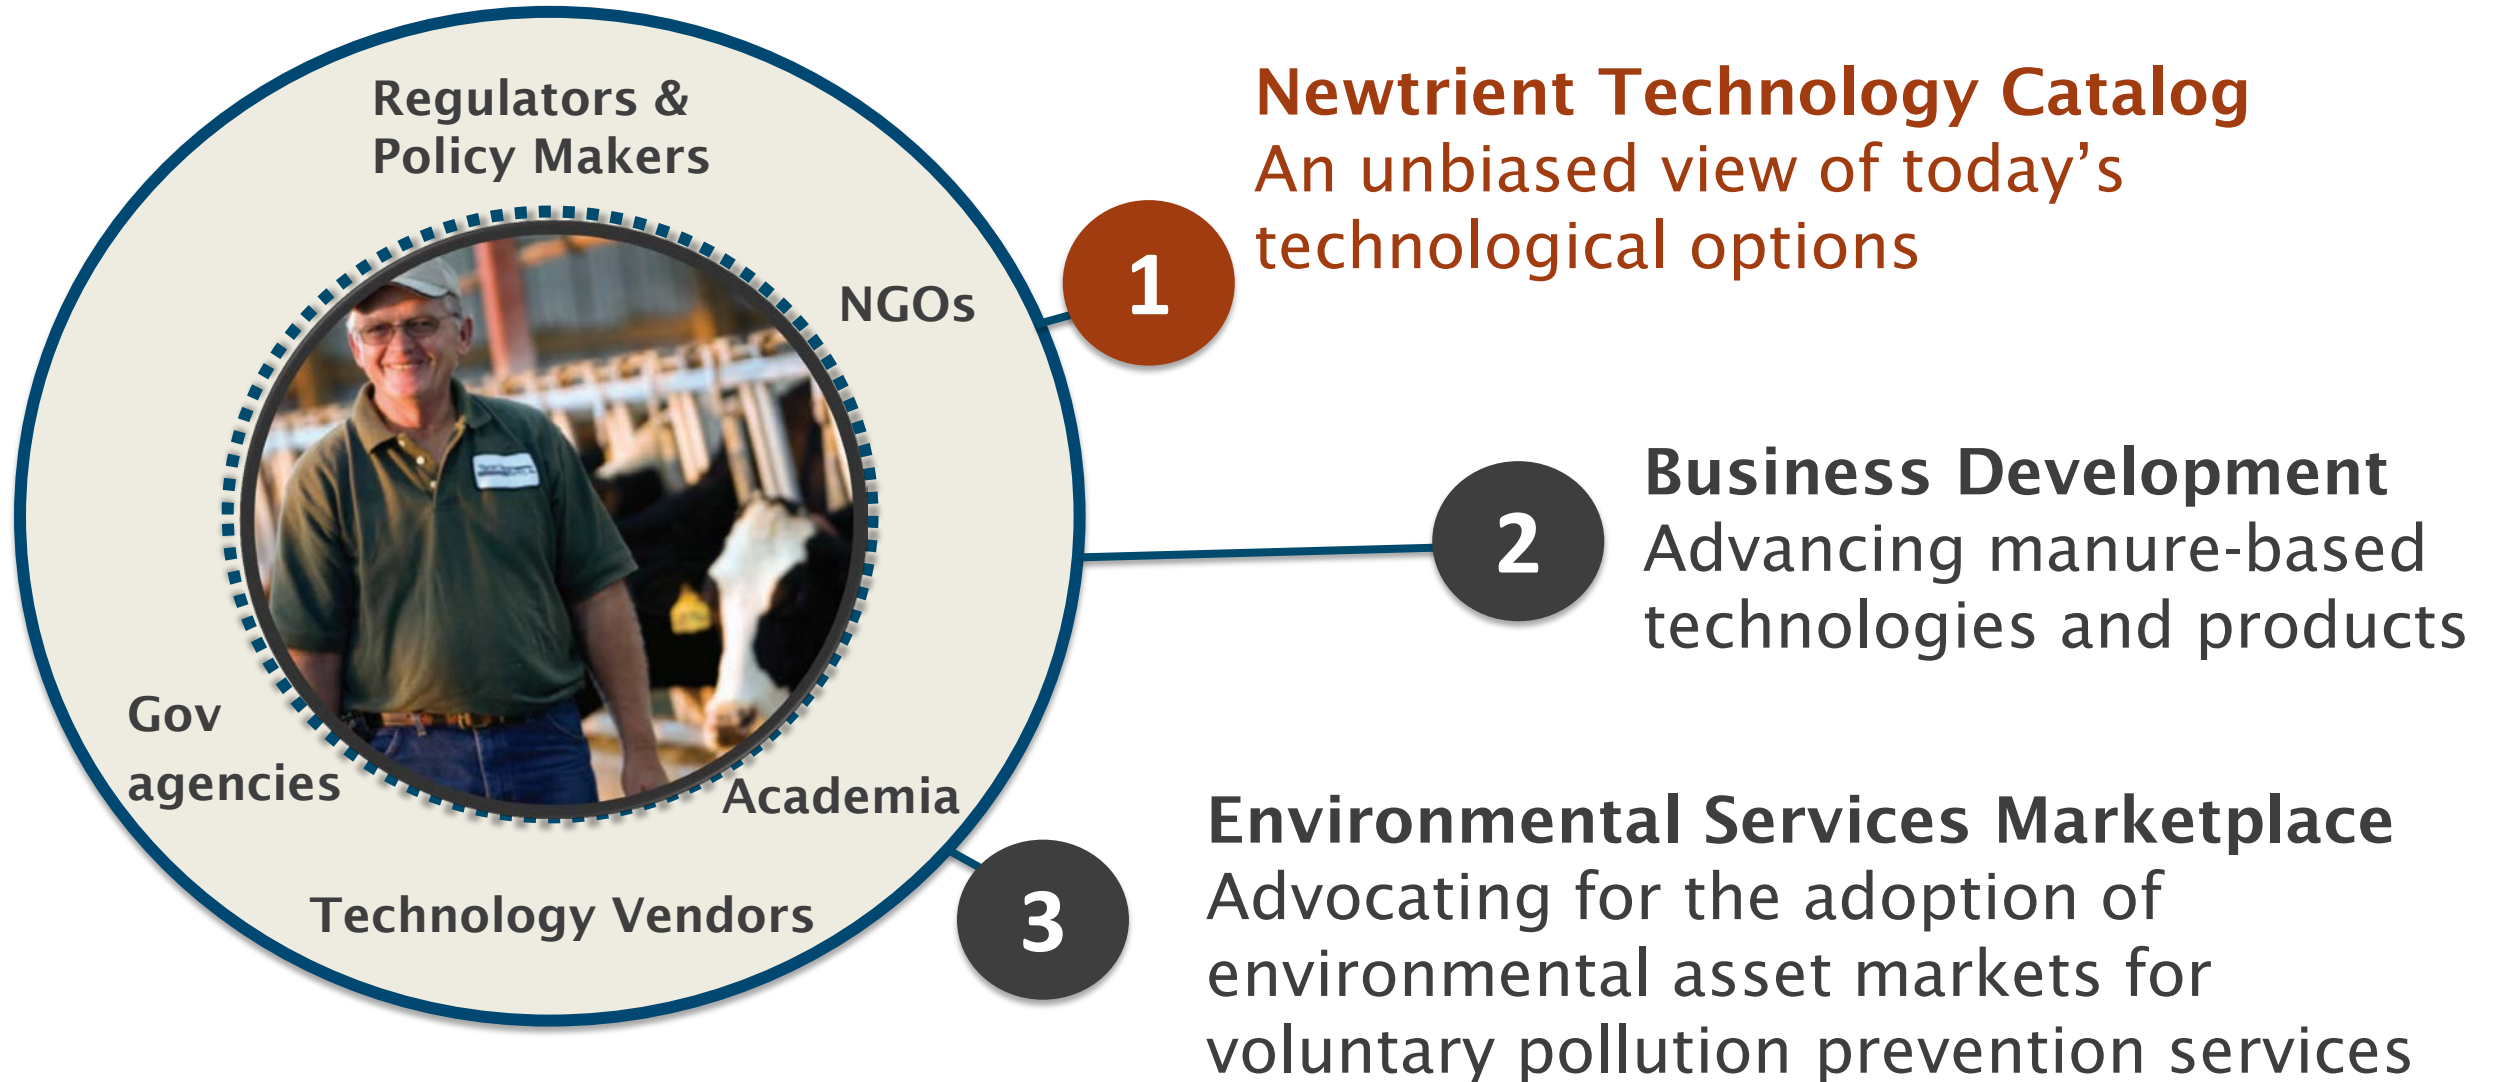 Regulators &
Policy Makers
NGOs
Gov
agencies
Academia
Technology Vendors
1
Newtrient Technology Catalog
An unbiased view of today’s
technological options
2
Business Development
Advancing manure-based
technologies and products
3
Environmental Services Marketplace
Advocating for the adoption of
environmental asset markets for
voluntary pollution prevention services